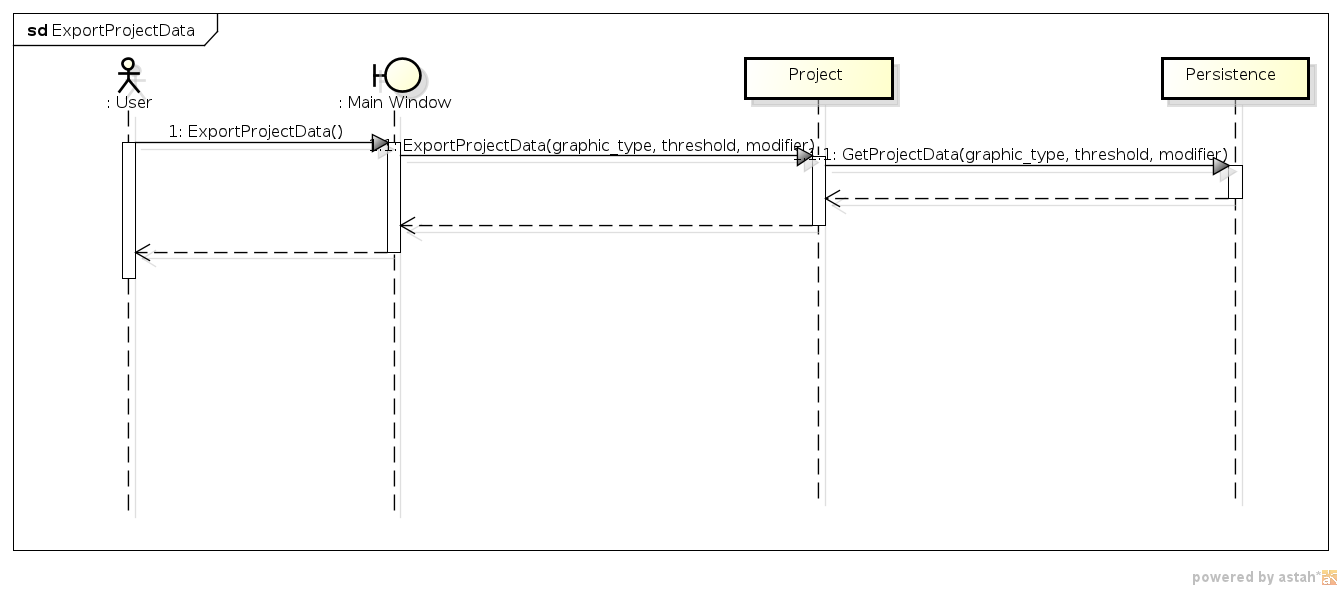 sd ExportProjectData
: User
: Main Window
Project
Persistence
1: ExportProjectData()
1.1: ExportProjectData(graphic_type, threshold, modifier)
1.1.1: GetProjectData(graphic_type, threshold, modifier)
powered by astah*